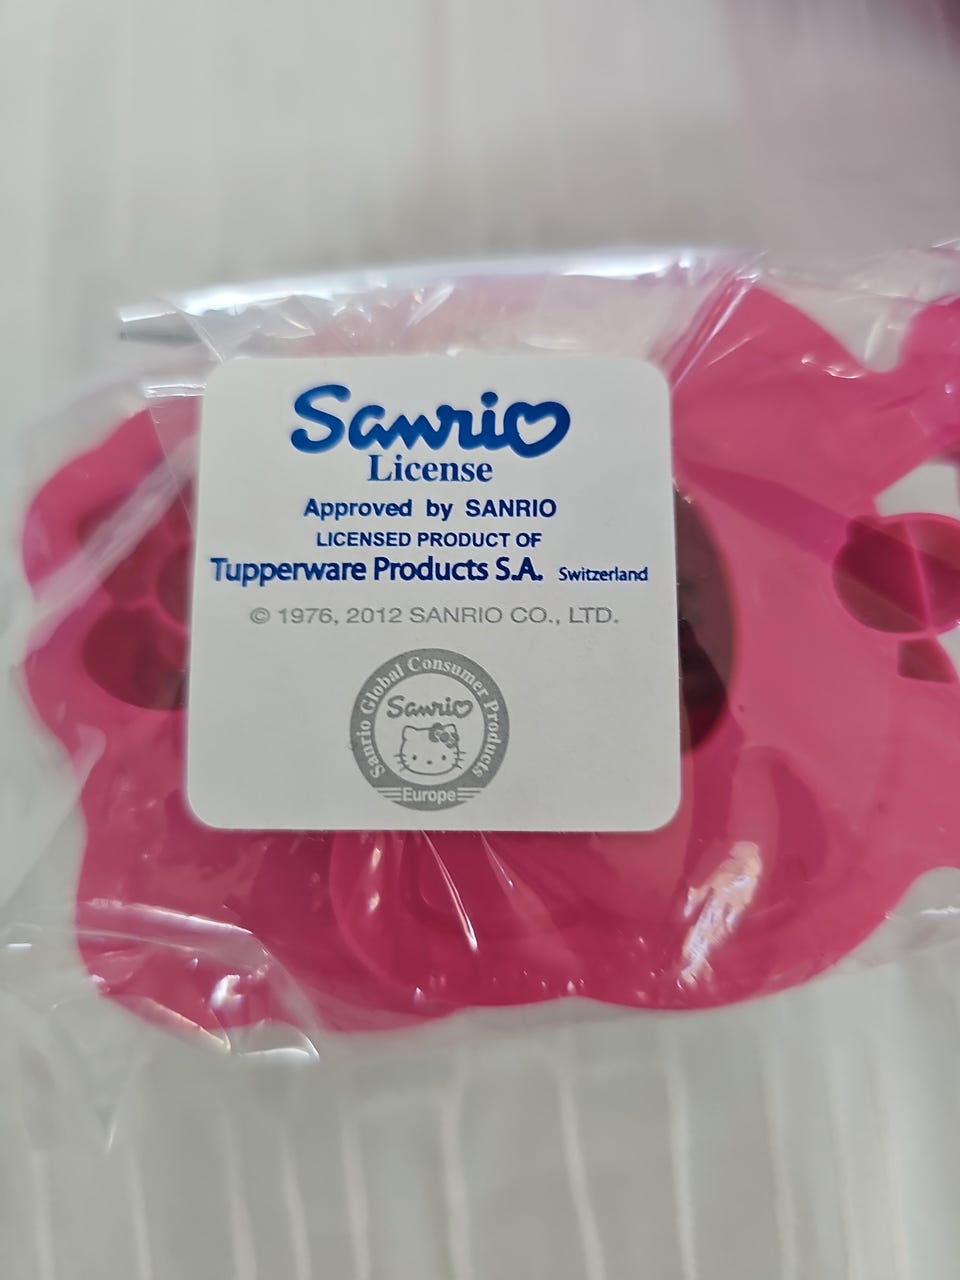 Sanrio
License
Approved by SANRIO
LICENSED PRODUCT OF
Tupperware Products S.A. Switzerland
© 1976, 2012 SANRIO CO., LTD.
Sanrio Global Consumer Products
Sanrio
Europe